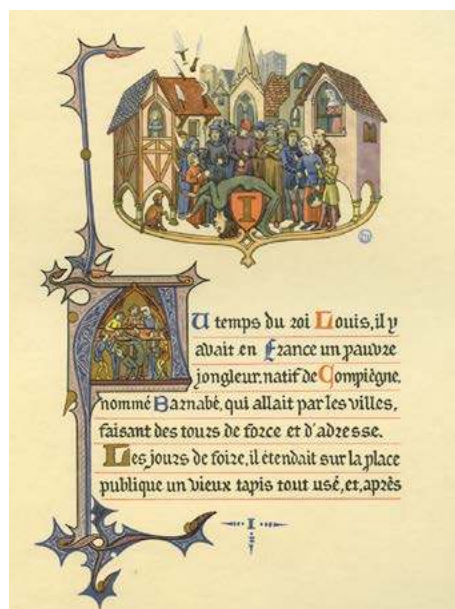 I
AU temps du roi Louis, il y
avait en France un pauvre
jongleur, natif de Compiègne,
nommé Barnabé, qui allait par les villes,
faisant des tours de force et d'adresse.
Les jours de foire, il étendait sur la place
publique un vieux tapis tout usé, et, après
I